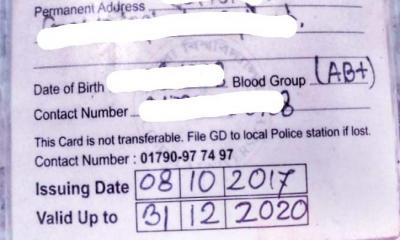 Permanent Address
Date of Birth Blood Group (AB+)
Contact Number
This Card is not transferable. File GD to local Police station if lost.
Contact Number : 01790-97 74 97
Issuing Date 08 10 2017
Valid Up to 31 12 2020